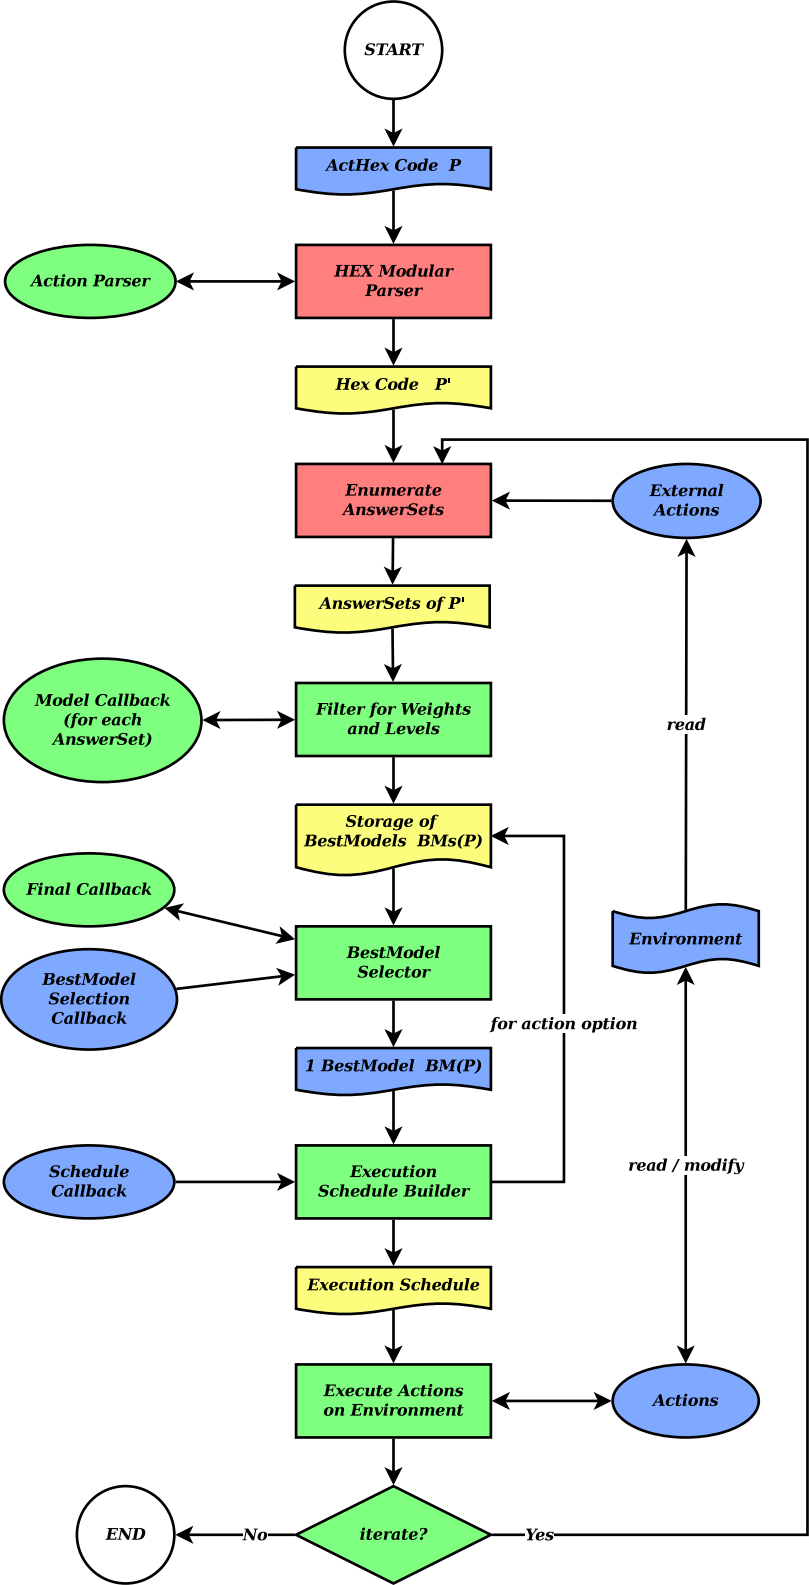 START
ActHex Code P
Action Parser
HEX Modular
Parser
Hex Code P'
Enumerate
AnswerSets
External
Actions
AnswerSets of P'
Model Callback
(for each
AnswerSet)
Filter for Weights
and Levels
read
Storage of
BestModels BMs(P)
Final Callback
BestModel
Selector
Environment
BestModel
Selection
Callback
for action option
1 BestModel BM(P)
Schedule
Callback
Execution
Schedule Builder
read / modify
Execution Schedule
Execute Actions
on Environment
Actions
END
No
iterate?
Yes